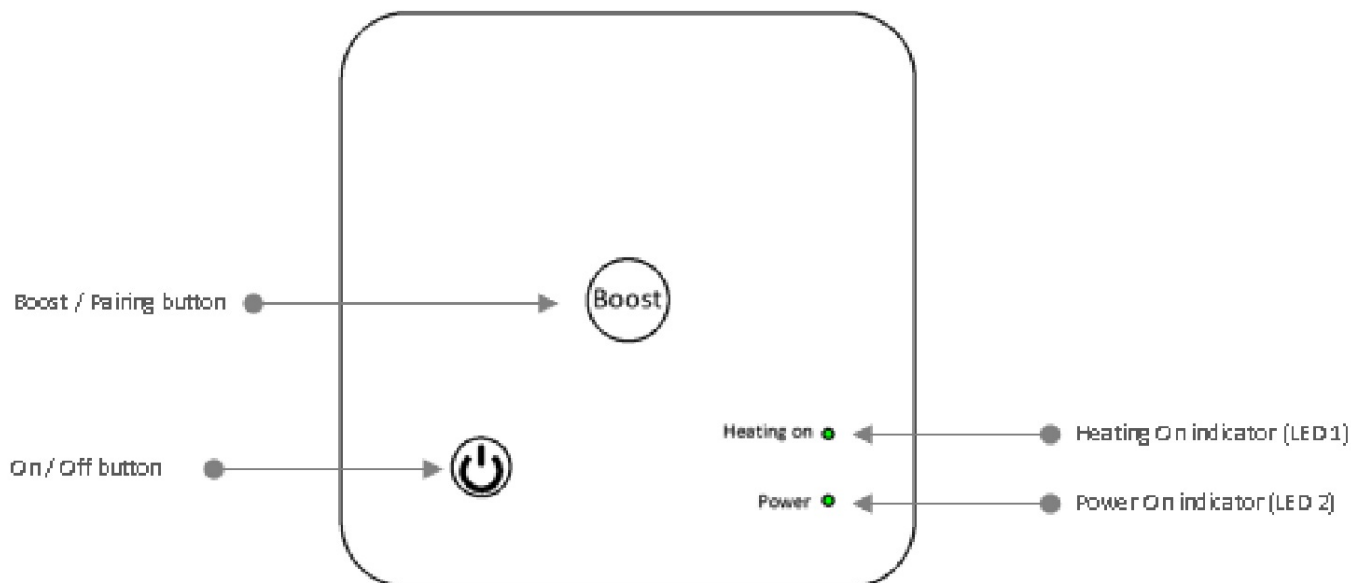 Boost / Pairing button
Boost
Heating on
Heating On indicator (LED 1)
On / Off button
Power
Power On indicator (LED 2)